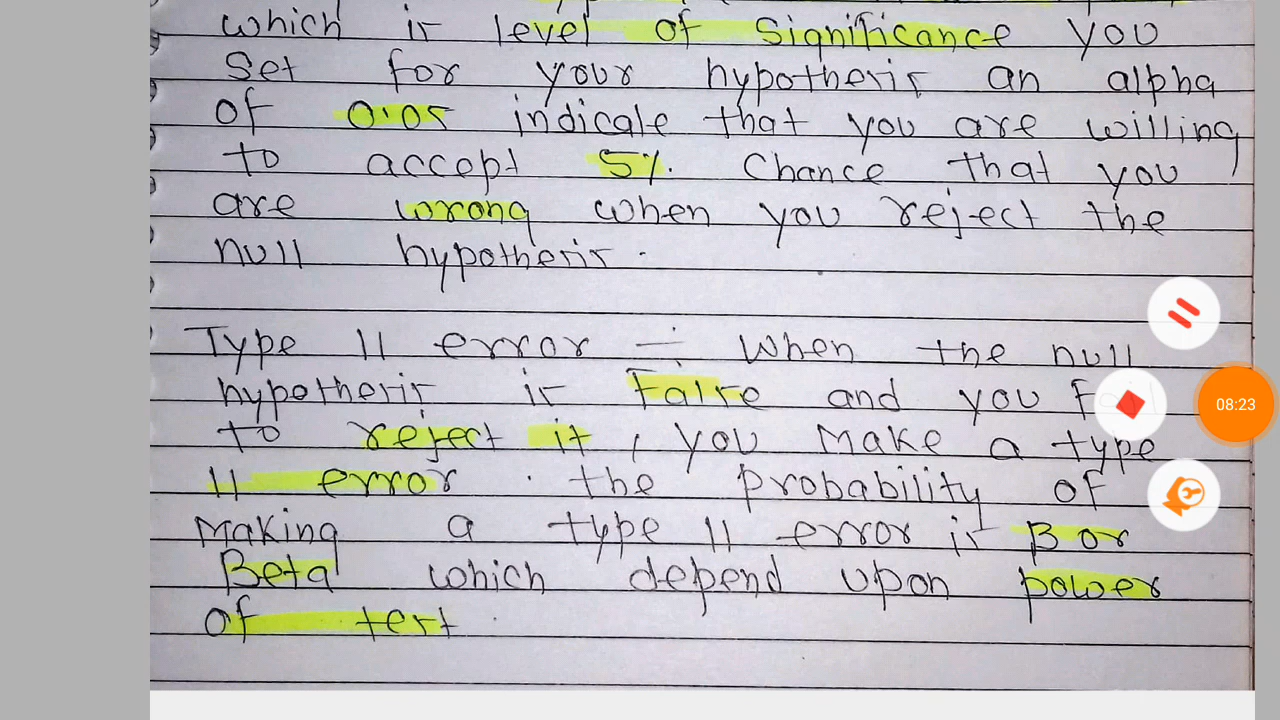 which is level of significance you
set for your hypothesis an alpha
of 0.05 indicale that you are willing
to accept 5% chance that you
are wrong when you reject the
null hypothesis.
Type II error :- when the null
hypothesis is false and you
to reject it, you make a type
II error. the probability of
making a type II error is B or
Beta which depend upon power
of test.
08:23